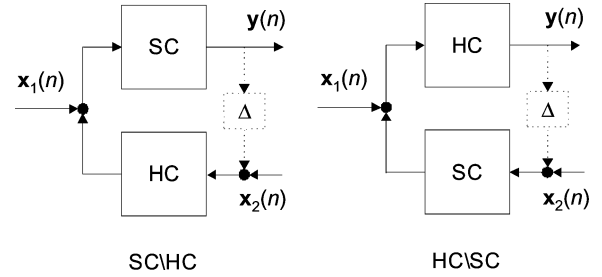 y(n)
SC
x₁(n)
Δ
HC
x₂(n)
SC\HC
y(n)
HC
x₁(n)
Δ
SC
x₂(n)
HC\SC